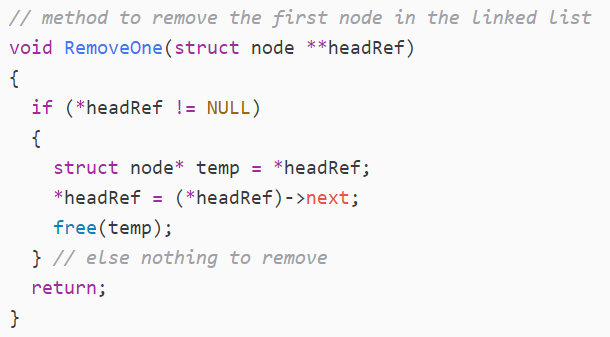 // method to remove the first node in the linked list
void RemoveOne(struct node **headRef)
{
  if (*headRef != NULL)
  {
    struct node* temp = *headRef;
    *headRef = (*headRef)->next;
    free(temp);
  } // else nothing to remove
  return;
}